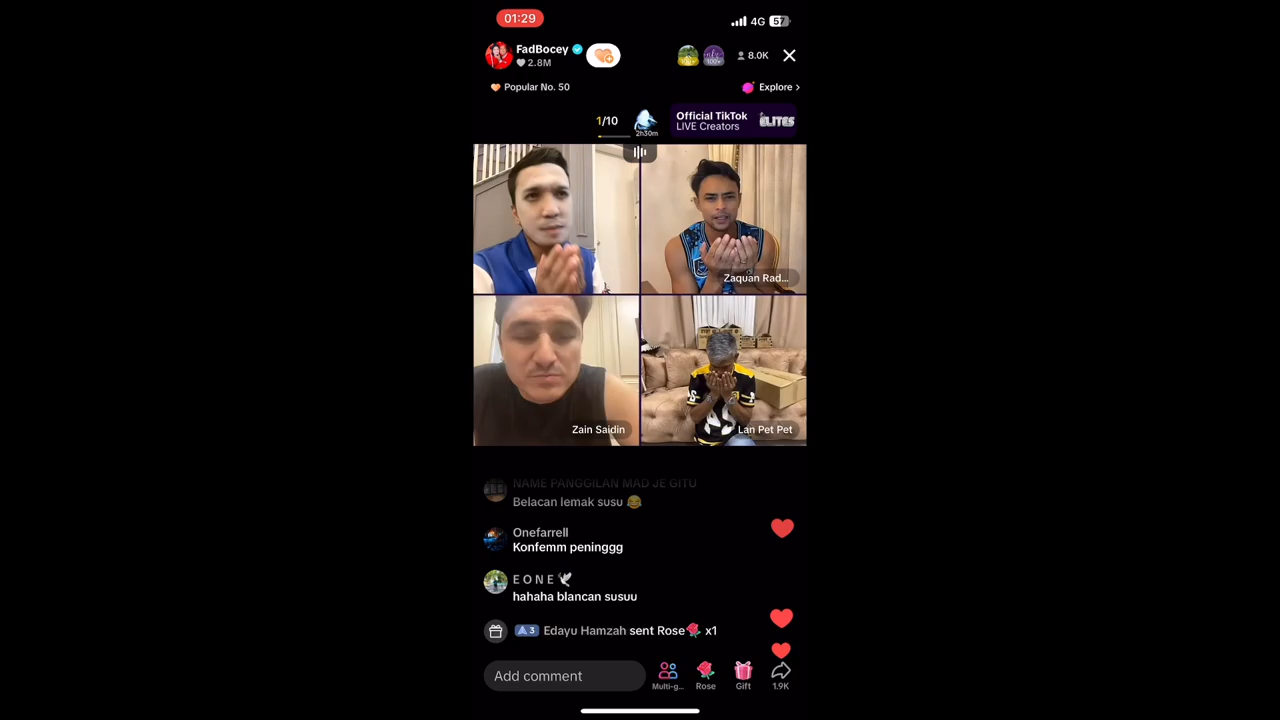 01:29
4G 57
FadBocey
2.8M
8.0K
Popular No. 50
Explore >
1/10
2h30m
Official TikTok
LIVE Creators
ELITES
Zaquan Rad...
Zain Saidin
Lan Pet Pet
NAME PANGGILAN MAD JE GITU
Belacan lemak susu 😂
Onefarrell
Konfemm peninggg
E O N E 🕊
hahaha blancan susuu
3 Edayu Hamzah sent Rose🌹 x1
Add comment
Multi-g...
Rose
Gift
1.9K